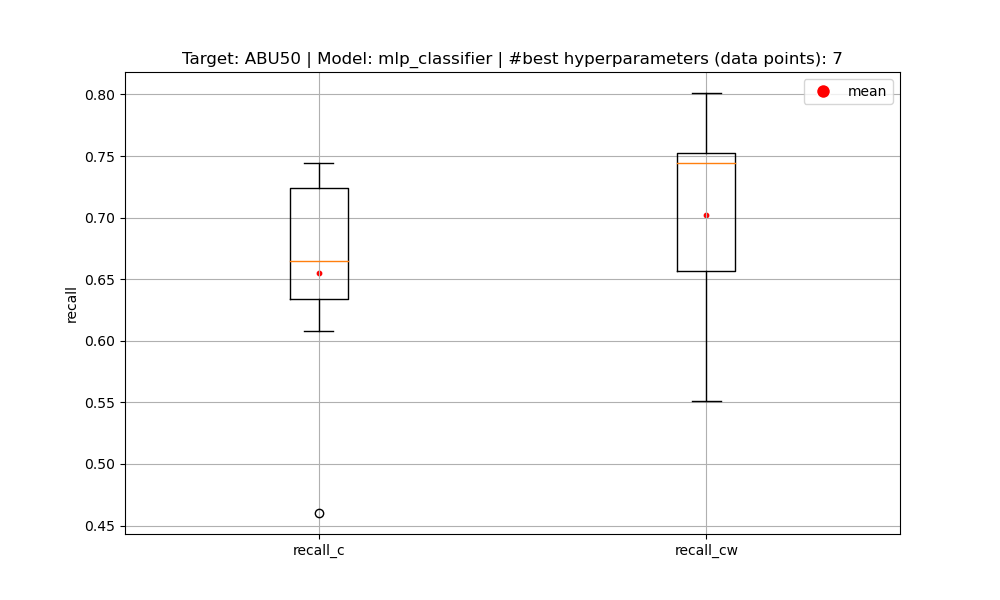 Target: ABU50 | Model: mlp_classifier | #best hyperparameters (data points): 7
mean
0.80
0.75
0.70
0.65
0.60
0.55
0.50
0.45
recall
recall_c
recall_cw